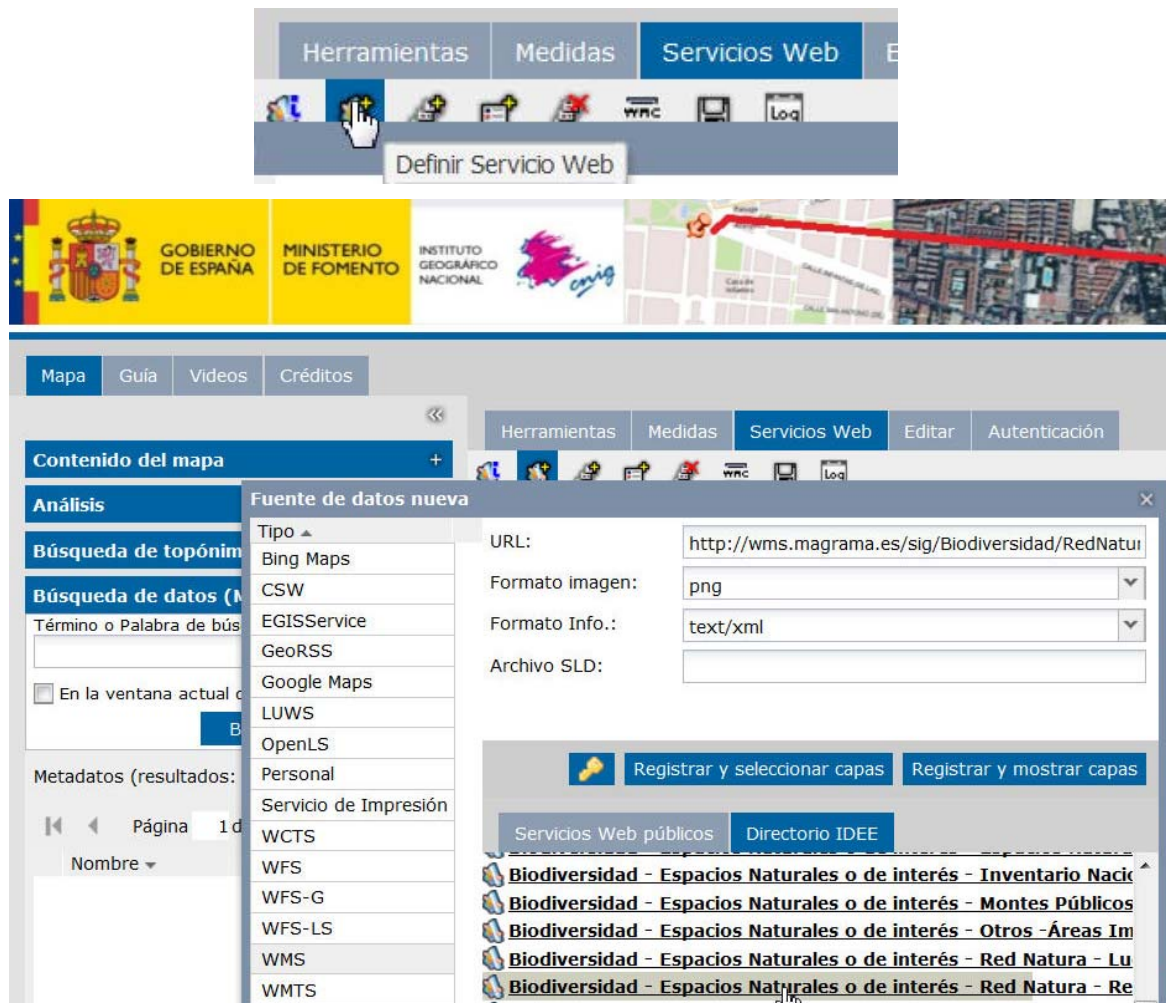 Herramientas Medidas Servicios Web
WMC Log
Definir Servicio Web
GOBIERNO DE ESPAÑA
MINISTERIO DE FOMENTO
INSTITUTO GEOGRÁFICO NACIONAL
cnig
Mapa Guía Videos Créditos
Herramientas Medidas Servicios Web Editar Autenticación
Contenido del mapa +
WMC Log
Análisis
Búsqueda de topónim
Búsqueda de datos (M
Término o Palabra de bús
En la ventana actual d
B
Metadatos (resultados:
Página 1 d
Nombre
Fuente de datos nueva
Tipo
Bing Maps
CSW
EGISService
GeoRSS
Google Maps
LUWS
OpenLS
Personal
Servicio de Impresión
WCTS
WFS
WFS-G
WFS-LS
WMS
WMTS
URL: http://wms.magrama.es/sig/Biodiversidad/RedNatur
Formato imagen: png
Formato Info.: text/xml
Archivo SLD:
Registrar y seleccionar capas Registrar y mostrar capas
Servicios Web públicos Directorio IDEE
Biodiversidad - Espacios Naturales o de interés - Inventario Nacio
Biodiversidad - Espacios Naturales o de interés - Montes Públicos
Biodiversidad - Espacios Naturales o de interés - Otros -Áreas Im
Biodiversidad - Espacios Naturales o de interés - Red Natura - Lu
Biodiversidad - Espacios Naturales o de interés - Red Natura - Re